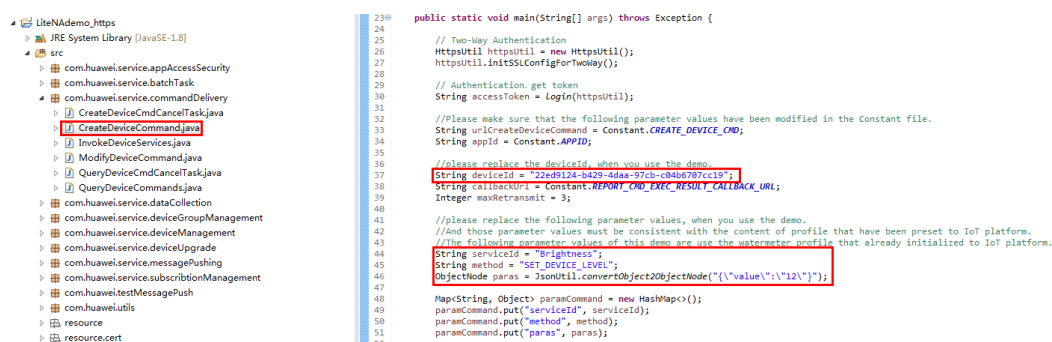 LiteNAdemo_https
JRE System Library [JavaSE-1.8]
src
com.huawei.service.appAccessSecurity
com.huawei.service.batchTask
com.huawei.service.commandDelivery
CreateDeviceCmdCancelTask.java
CreateDeviceCommand.java
InvokeDeviceServices.java
ModifyDeviceCommand.java
QueryDeviceCmdCancelTask.java
QueryDeviceCommands.java
com.huawei.service.dataCollection
com.huawei.service.deviceGroupManagement
com.huawei.service.deviceManagement
com.huawei.service.deviceUpgrade
com.huawei.service.messagePushing
com.huawei.service.subscribtionManagement
com.huawei.testMessagePush
com.huawei.utils
resource
resource.cert
23 public static void main(String[] args) throws Exception {
24
25 // Two-Way Authentication
26 HttpsUtil httpsUtil = new HttpsUtil();
27 httpsUtil.initSSLConfigForTwoWay();
28
29 // Authentication. get token
30 String accessToken = Login(httpsUtil);
31
32 //Please make sure that the following parameter values have been modified in the Constant file.
33 String urlCreateDeviceCommand = Constant.CREATE_DEVICE_CMD;
34 String appId = Constant.APPID;
35
36 //please replace the deviceId, when you use the demo.
37 String deviceId = "22ed9124-b429-4daa-97cb-c04b6707cc19";
38 String callbackUrl = Constant.REPORT_CMD_EXEC_RESULT_CALLBACK_URL;
39 Integer maxRetransmit = 3;
40
41 //please replace the following parameter values, when you use the demo.
42 //And those parameter values must be consistent with the content of profile that have been preset to IoT platform.
43 //The following parameter values of this demo are use the watermeter profile that already initialized to IoT platform.
44 String serviceId = "Brightness";
45 String method = "SET_DEVICE_LEVEL";
46 ObjectNode paras = JsonUtil.convertObject2ObjectNode("{\"value\":\"12\"}");
47
48 Map<String, Object> paramCommand = new HashMap<>();
49 paramCommand.put("serviceId", serviceId);
50 paramCommand.put("method", method);
51 paramCommand.put("paras", paras);